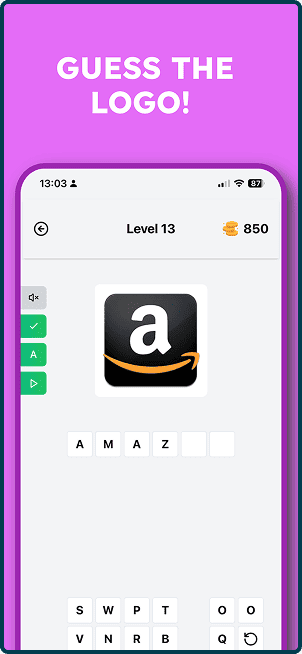 GUESS THE
LOGO!
13:03
87
Level 13
850
A
a
A M A Z
S W P T O O
V N R B Q